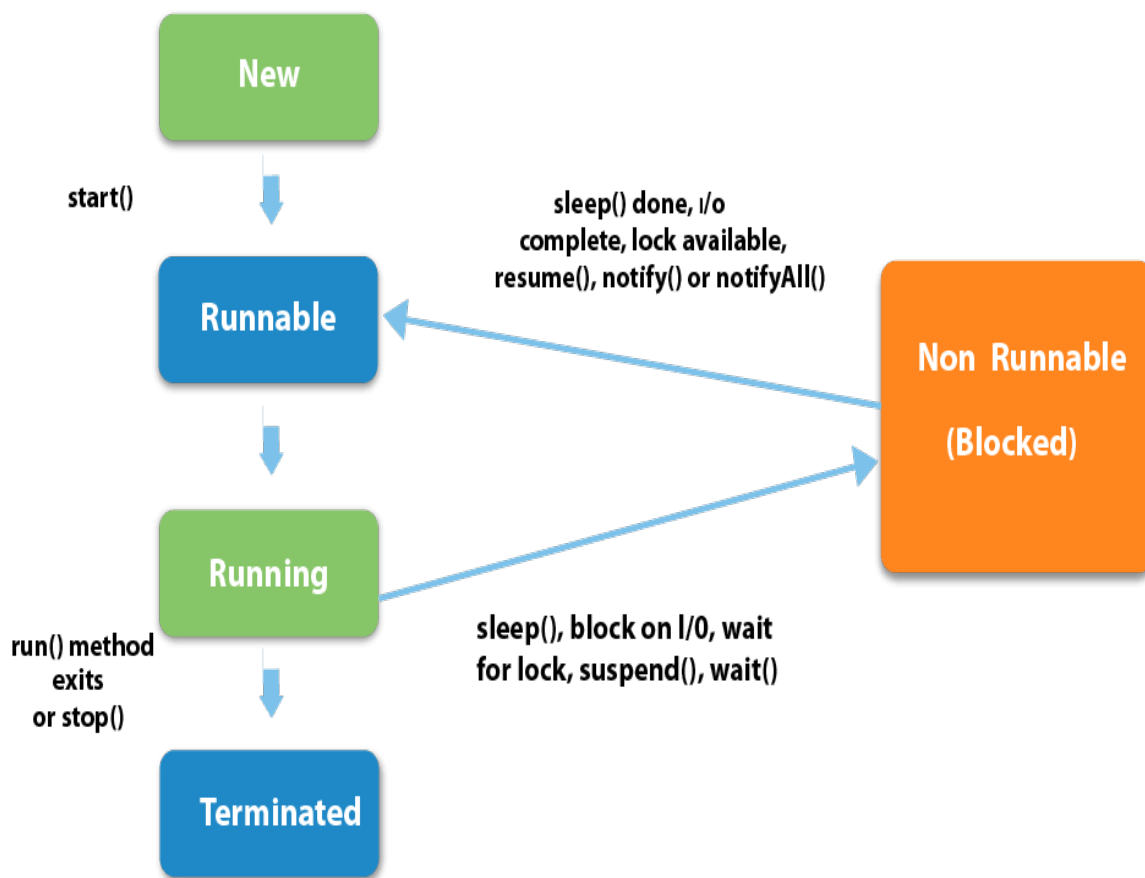 New
start()
sleep() done, I/o
complete, lock available,
resume(), notify() or notifyAll()
Runnable
Non Runnable
(Blocked)
Running
sleep(), block on I/0, wait
for lock, suspend(), wait()
run() method
exits
or stop()
Terminated